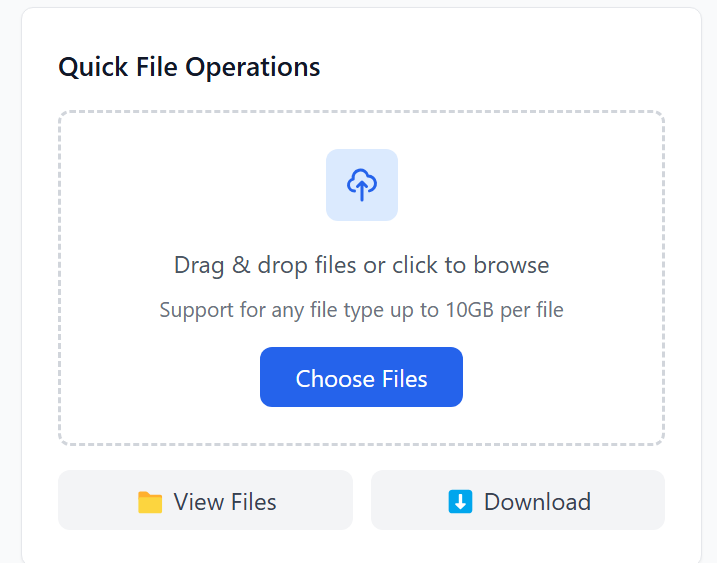 Quick File Operations
Drag & drop files or click to browse
Support for any file type up to 10GB per file
Choose Files
View Files
Download